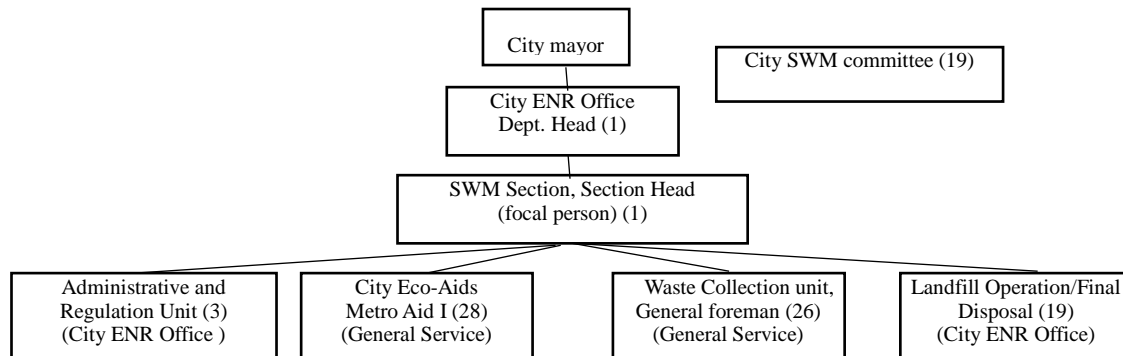 City mayor
City SWM committee (19)
City ENR Office
Dept. Head (1)
SWM Section, Section Head
(focal person) (1)
Administrative and
Regulation Unit (3)
(City ENR Office )
City Eco-Aids
Metro Aid I (28)
(General Service)
Waste Collection unit,
General foreman (26)
(General Service)
Landfill Operation/Final
Disposal (19)
(City ENR Office)